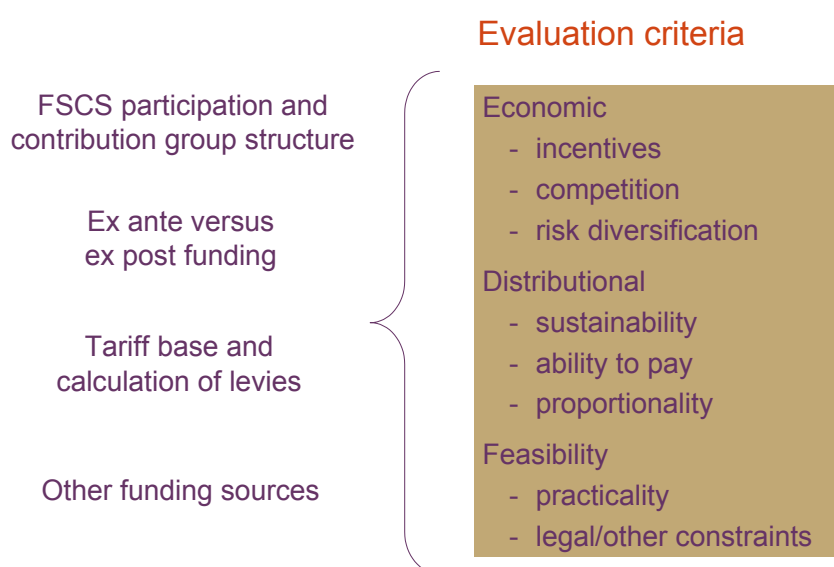 Evaluation criteria
FSCS participation and
contribution group structure
Ex ante versus
ex post funding
Tariff base and
calculation of levies
Other funding sources
Economic
- incentives
- competition
- risk diversification
Distributional
- sustainability
- ability to pay
- proportionality
Feasibility
- practicality
- legal/other constraints